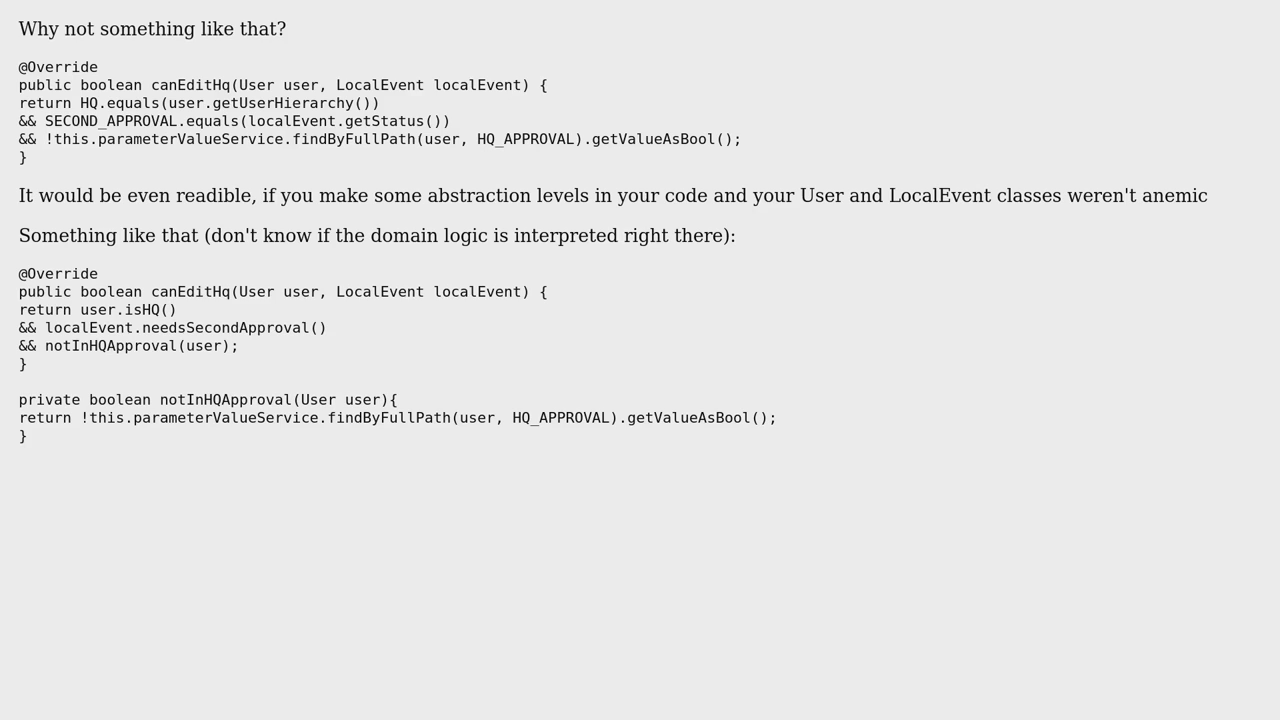 Why not something like that?
@Override
public boolean canEditHq(User user, LocalEvent localEvent) {
return HQ.equals(user.getUserHierarchy())
&& SECOND_APPROVAL.equals(localEvent.getStatus())
&& !this.parameterValueService.findByFullPath(user, HQ_APPROVAL).getValueAsBool();
}
It would be even readible, if you make some abstraction levels in your code and your User and LocalEvent classes weren't anemic
Something like that (don't know if the domain logic is interpreted right there):
@Override
public boolean canEditHq(User user, LocalEvent localEvent) {
return user.isHQ()
&& localEvent.needsSecondApproval()
&& notInHQApproval(user);
}
private boolean notInHQApproval(User user){
return !this.parameterValueService.findByFullPath(user, HQ_APPROVAL).getValueAsBool();
}